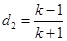 d₂ = (k−1)/(k+1)